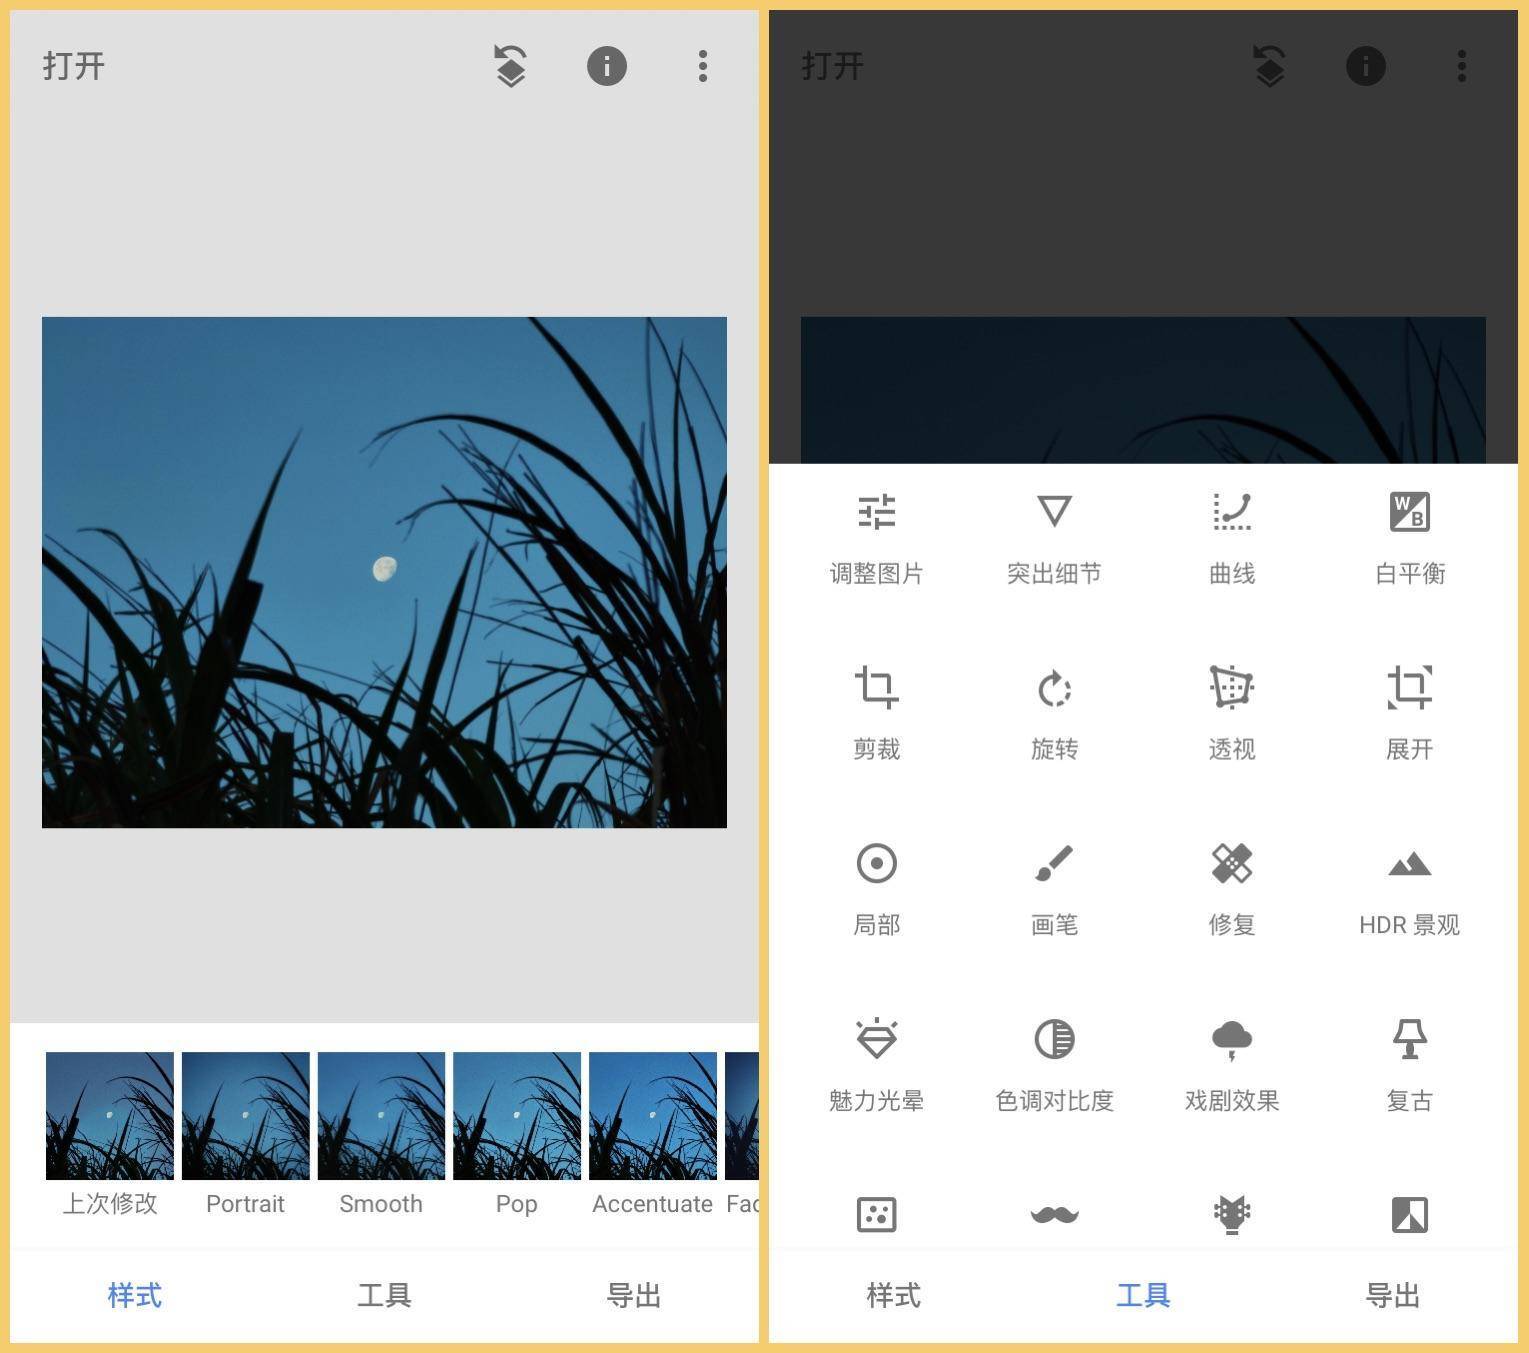 打开
上次修改 Portrait Smooth Pop Accentuate Fac
样式 工具 导出
打开
调整图片 突出细节 曲线 白平衡
剪裁 旋转 透视 展开
局部 画笔 修复 HDR 景观
魅力光晕 色调对比度 戏剧效果 复古
样式 工具 导出